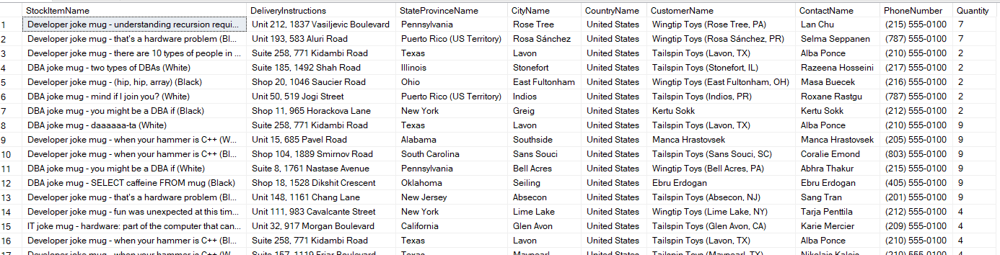 StockItemName DeliveryInstructions StateProvinceName CityName CountryName CustomerName ContactName PhoneNumber Quantity
1 Developer joke mug - understanding recursion requi... Unit 212, 1837 Vasiljevic Boulevard Pennsylvania Rose Tree United States Wingtip Toys (Rose Tree, PA) Lan Chu (215) 555-0100 7
2 Developer joke mug - that's a hardware problem (Bl... Unit 193, 583 Aluri Road Puerto Rico (US Territory) Rosa Sánchez United States Wingtip Toys (Rosa Sánchez, PR) Selma Seppanen (787) 555-0100 7
3 Developer joke mug - there are 10 types of people in ... Suite 258, 771 Kidambi Road Texas Lavon United States Tailspin Toys (Lavon, TX) Alba Ponce (210) 555-0100 2
4 DBA joke mug - two types of DBAs (White) Suite 185, 1492 Shah Road Illinois Stonefort United States Tailspin Toys (Stonefort, IL) Razeena Hosseini (217) 555-0100 2
5 Developer joke mug - (hip, hip, array) (Black) Shop 20, 1046 Saucier Road Ohio East Fultonham United States Wingtip Toys (East Fultonham, OH) Masa Buecek (216) 555-0100 2
6 DBA joke mug - mind if I join you? (White) Unit 50, 519 Jogi Street Puerto Rico (US Territory) Indios United States Tailspin Toys (Indios, PR) Roxane Rastgu (787) 555-0100 2
7 DBA joke mug - you might be a DBA if (Black) Shop 11, 965 Horackova Lane New York Greig United States Kertu Sokk Kertu Sokk (212) 555-0100 2
8 DBA joke mug - daaaaaa-ta (White) Suite 258, 771 Kidambi Road Texas Lavon United States Tailspin Toys (Lavon, TX) Alba Ponce (210) 555-0100 9
9 Developer joke mug - when your hammer is C++ (W... Unit 15, 685 Pavel Road Alabama Southside United States Manca Hrastovsek Manca Hrastovsek (205) 555-0100 9
10 Developer joke mug - when your hammer is C++ (Bl... Shop 104, 1889 Smirnov Road South Carolina Sans Souci United States Tailspin Toys (Sans Souci, SC) Coralie Emond (803) 555-0100 9
11 DBA joke mug - you might be a DBA if (White) Suite 8, 1761 Nastase Avenue Pennsylvania Bell Acres United States Tailspin Toys (Bell Acres, PA) Abhra Thakur (215) 555-0100 9
12 DBA joke mug - SELECT caffeine FROM mug (Black) Shop 18, 1528 Dikshit Crescent Oklahoma Seiling United States Ebru Erdogan Ebru Erdogan (405) 555-0100 9
13 Developer joke mug - that's a hardware problem (Bl... Unit 148, 1161 Chang Lane New Jersey Absecon United States Tailspin Toys (Absecon, NJ) Sang Tran (201) 555-0100 9
14 Developer joke mug - fun was unexpected at this tim... Unit 111, 983 Cavalcante Street New York Lime Lake United States Wingtip Toys (Lime Lake, NY) Tarja Penttila (212) 555-0100 4
15 IT joke mug - hardware: part of the computer that can... Unit 32, 917 Morgan Boulevard California Glen Avon United States Tailspin Toys (Glen Avon, CA) Karie Mercier (209) 555-0100 4
16 Developer joke mug - when your hammer is C++ (Bl... Suite 258, 771 Kidambi Road Texas Lavon United States Tailspin Toys (Lavon, TX) Alba Ponce (210) 555-0100 4
17 Developer joke mug - when your hammer is C++ (W... Suite 157, 1119 Friar Boulevard Texas Maypearl United States Tailspin Toys (Maypearl, TX) (210) 555-0100 4